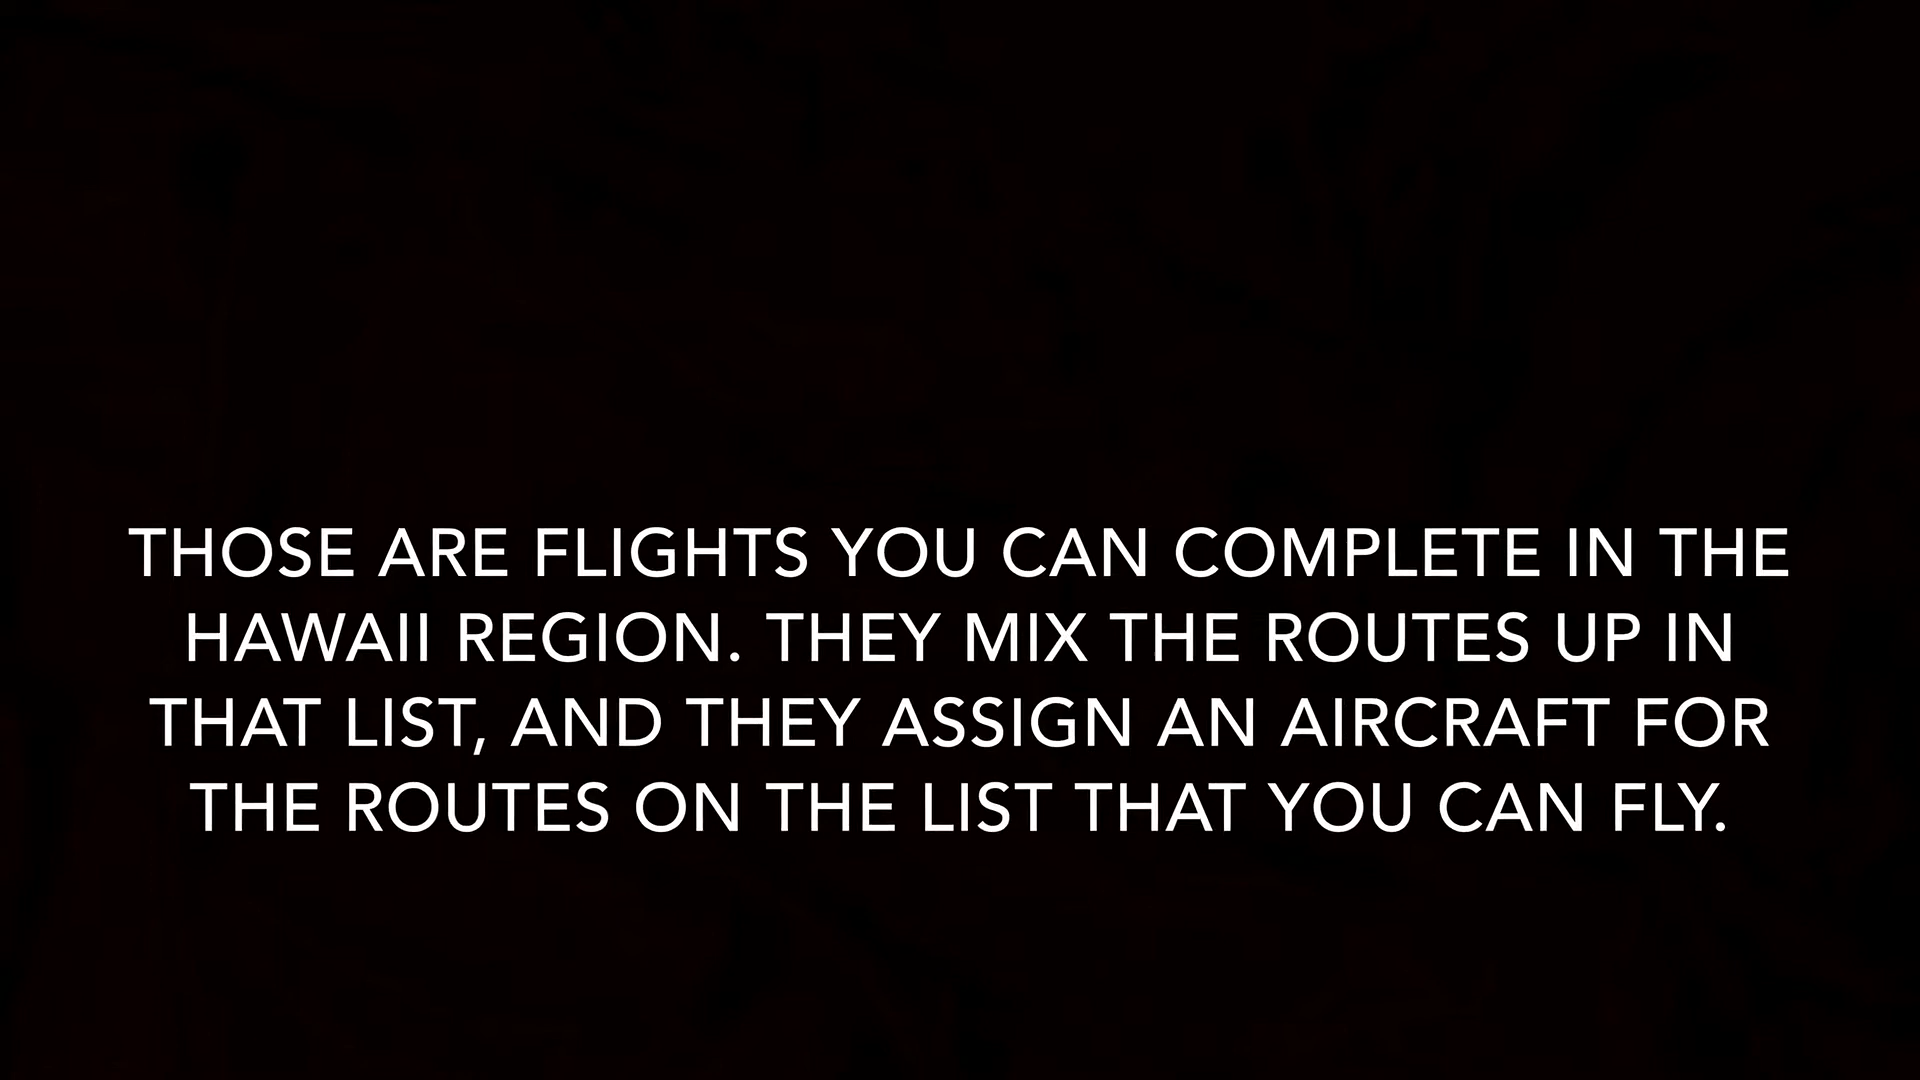 THOSE ARE FLIGHTS YOU CAN COMPLETE IN THE
HAWAII REGION. THEY MIX THE ROUTES UP IN
THAT LIST, AND THEY ASSIGN AN AIRCRAFT FOR
THE ROUTES ON THE LIST THAT YOU CAN FLY.